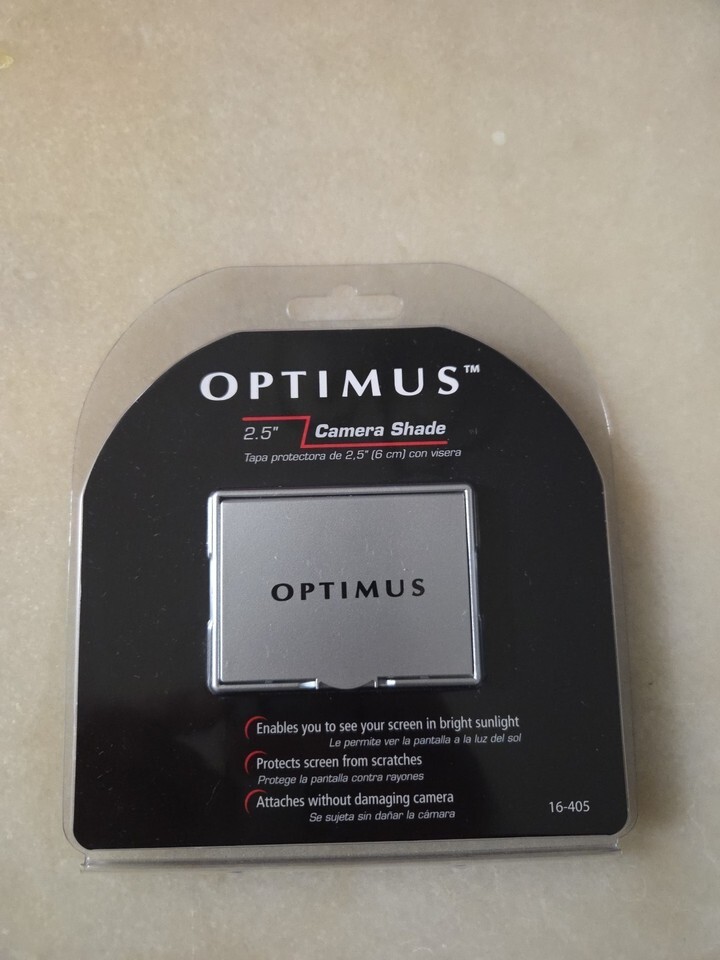 OPTIMUS™
2.5" Camera Shade
Tapa protectora de 2,5" (6 cm) con visera
OPTIMUS
Enables you to see your screen in bright sunlight
Le permite ver la pantalla a la luz del sol
Protects screen from scratches
Protege la pantalla contra rayones
Attaches without damaging camera
Se sujeta sin dañar la cámara
16-405